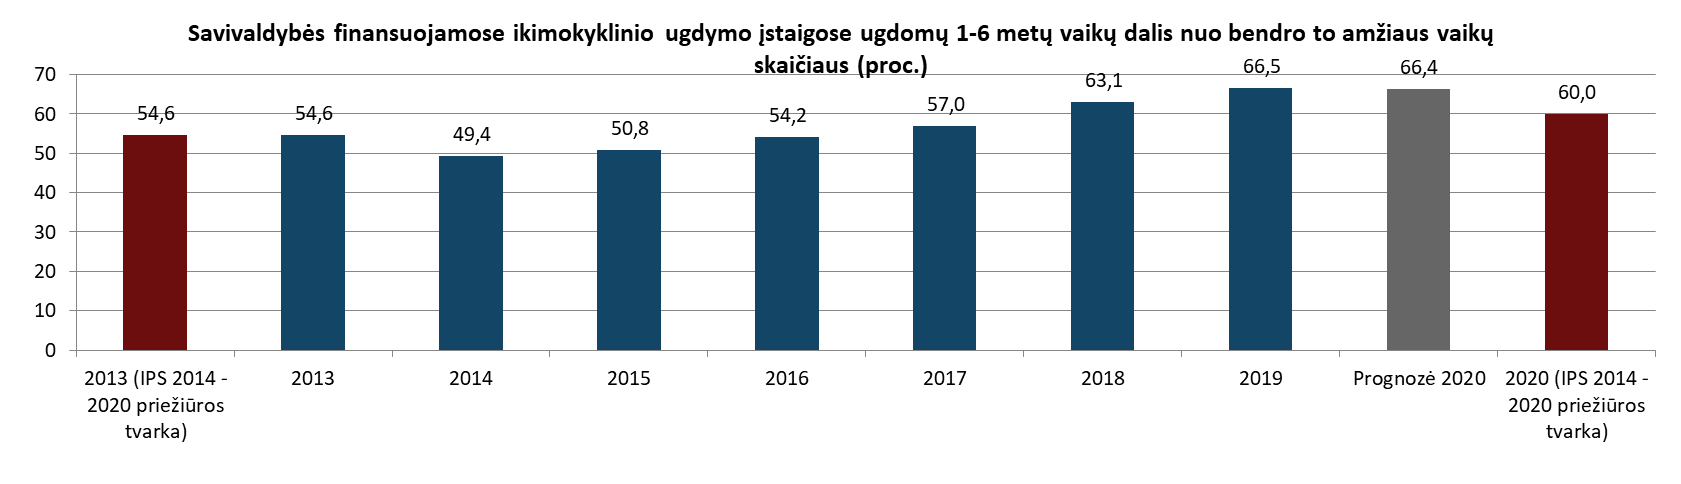 Savivaldybės finansuojamose ikimokyklinio ugdymo įstaigose ugdomų 1-6 metų vaikų dalis nuo bendro to amžiaus vaikų
skaičiaus (proc.)
70
60
50
40
30
20
10
0
54,6
54,6
49,4
50,8
54,2
57,0
63,1
66,5
66,4
60,0
2013 (IPS 2014 -
2020 priežiūros
tvarka)
2013
2014
2015
2016
2017
2018
2019
Prognozė 2020
2020 (IPS 2014 -
2020 priežiūros
tvarka)